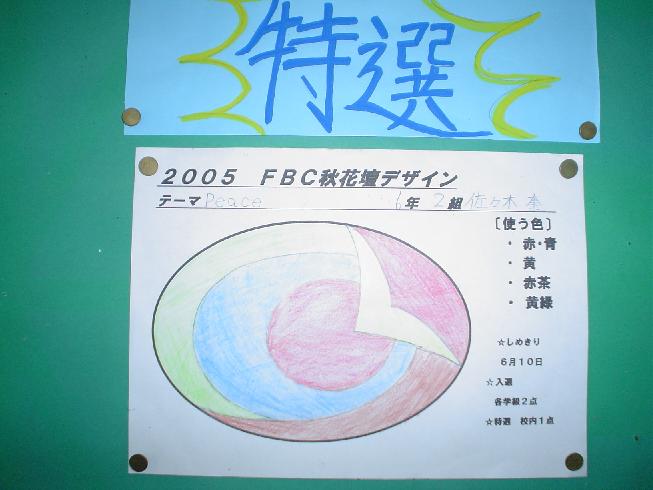 特選
2005 FBC秋花壇デザイン
テーマ Peace 6年 2組 佐々木 奎
[使う色]
・ 赤・青
・ 黄
・ 赤茶
・ 黄緑
☆しめきり
6月10日
☆入選
各学級2点
☆特選 校内1点